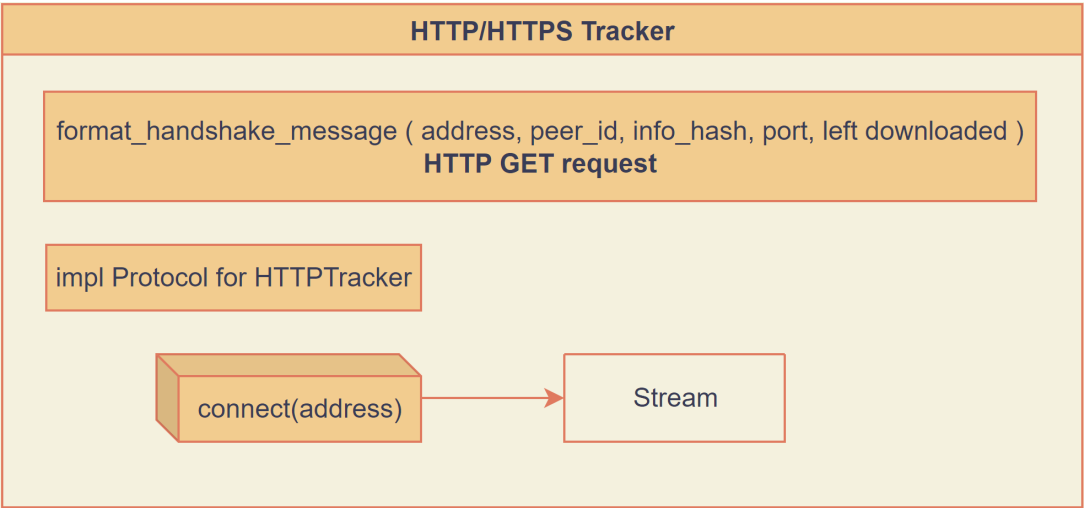 HTTP/HTTPS Tracker
format_handshake_message ( address, peer_id, info_hash, port, left downloaded )
HTTP GET request
impl Protocol for HTTPTracker
connect(address)
Stream